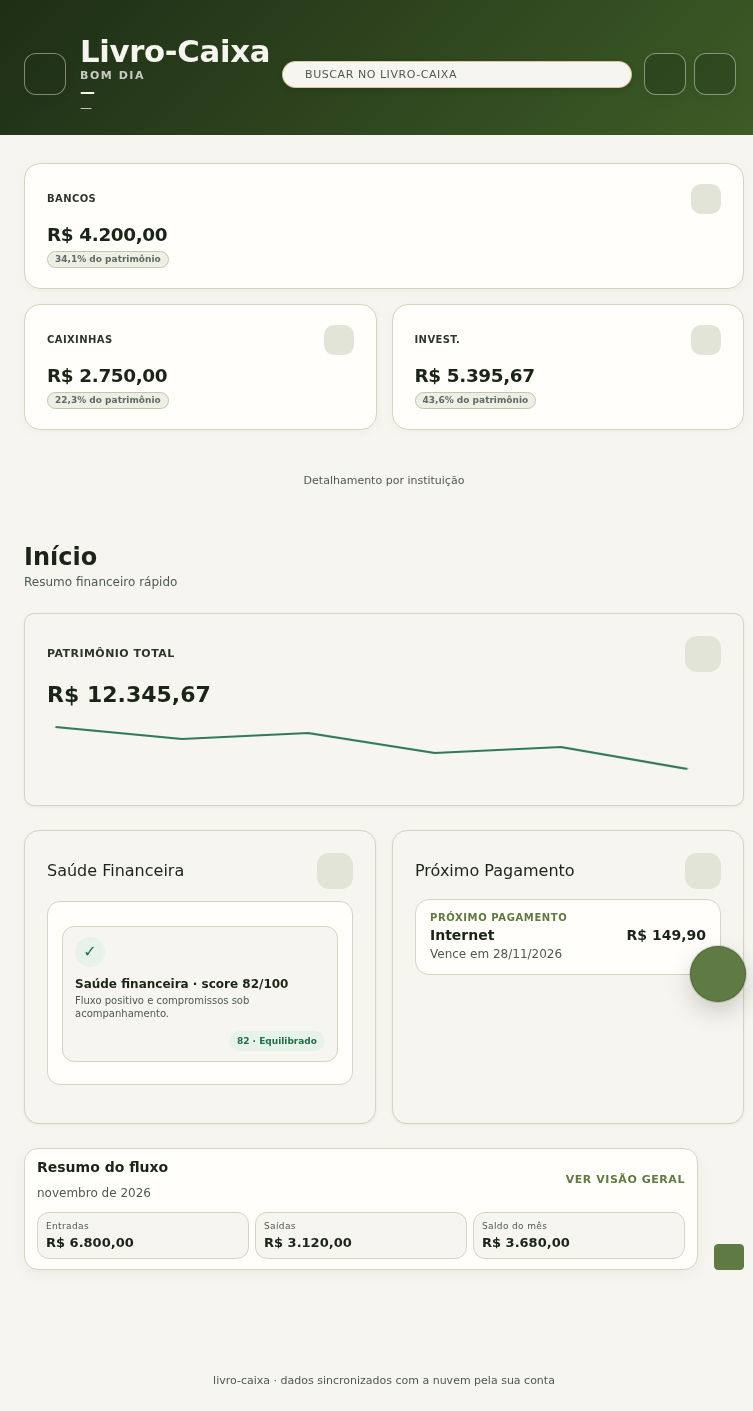 Livro-Caixa
BOM DIA
—
—
BUSCAR NO LIVRO-CAIXA
BANCOS
R$ 4.200,00
34,1% do patrimônio
CAIXINHAS
R$ 2.750,00
22,3% do patrimônio
INVEST.
R$ 5.395,67
43,6% do patrimônio
Detalhamento por instituição
Início
Resumo financeiro rápido
PATRIMÔNIO TOTAL
R$ 12.345,67
Saúde Financeira
✓
Saúde financeira · score 82/100
Fluxo positivo e compromissos sob
acompanhamento.
82 · Equilibrado
Próximo Pagamento
PRÓXIMO PAGAMENTO
Internet R$ 149,90
Vence em 28/11/2026
Resumo do fluxo
novembro de 2026
VER VISÃO GERAL
Entradas
R$ 6.800,00
Saídas
R$ 3.120,00
Saldo do mês
R$ 3.680,00
livro-caixa · dados sincronizados com a nuvem pela sua conta